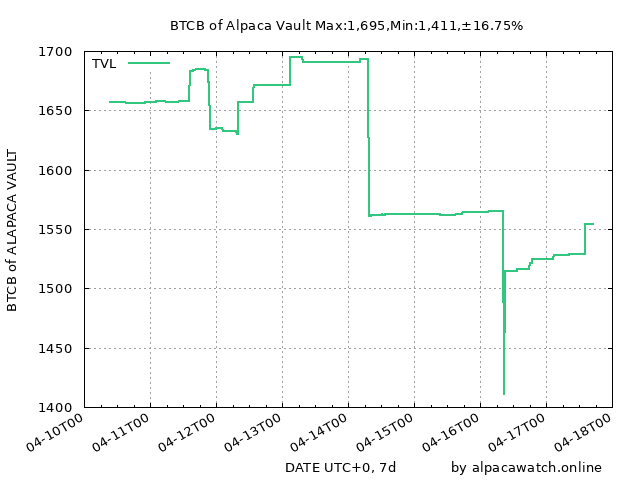 BTCB of Alpaca Vault Max:1,695,Min:1,411,±16.75%
TVL
1700
1650
1600
1550
1500
1450
1400
BTCB of ALAPACA VAULT
04-10T00
04-11T00
04-12T00
04-13T00
04-14T00
04-15T00
04-16T00
04-17T00
04-18T00
DATE UTC+0, 7d
by alpacawatch.online